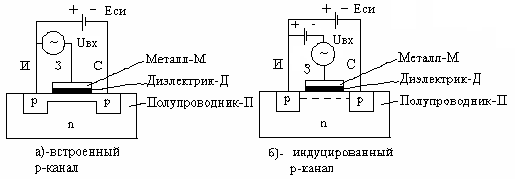 + - Еси
Uвх
~
И З С
Металл-М
Диэлектрик-Д
Полупроводник-П
p p
n
а)-встроенный
р-канал
+ - Еси
+ -
Uвх
~
И З С
Металл-М
Диэлектрик-Д
Полупроводник-П
p p
n
б)- индуцированный
р-канал